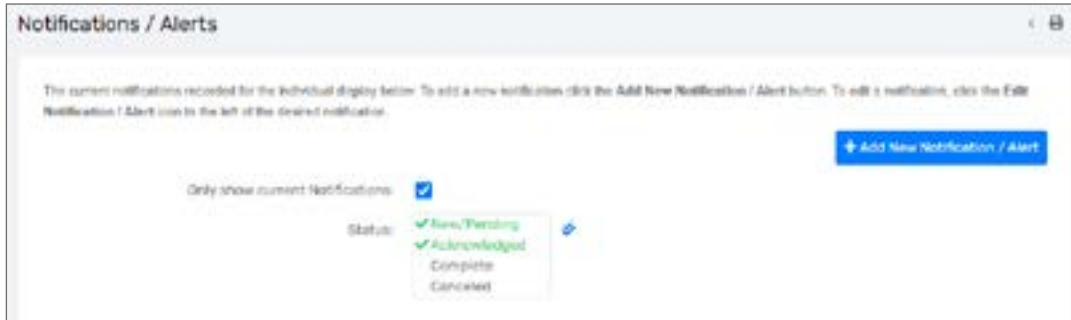 Notifications / Alerts
The current notifications recorded for the individual display below. To add a new notification click the Add New Notification / Alert button. To edit a notification, click the Edit
Notification / Alert icon to the left of the desired notification.
+ Add New Notification / Alert
Only show current Notifications:
Status:
New/Pending
Acknowledged
Complete
Canceled